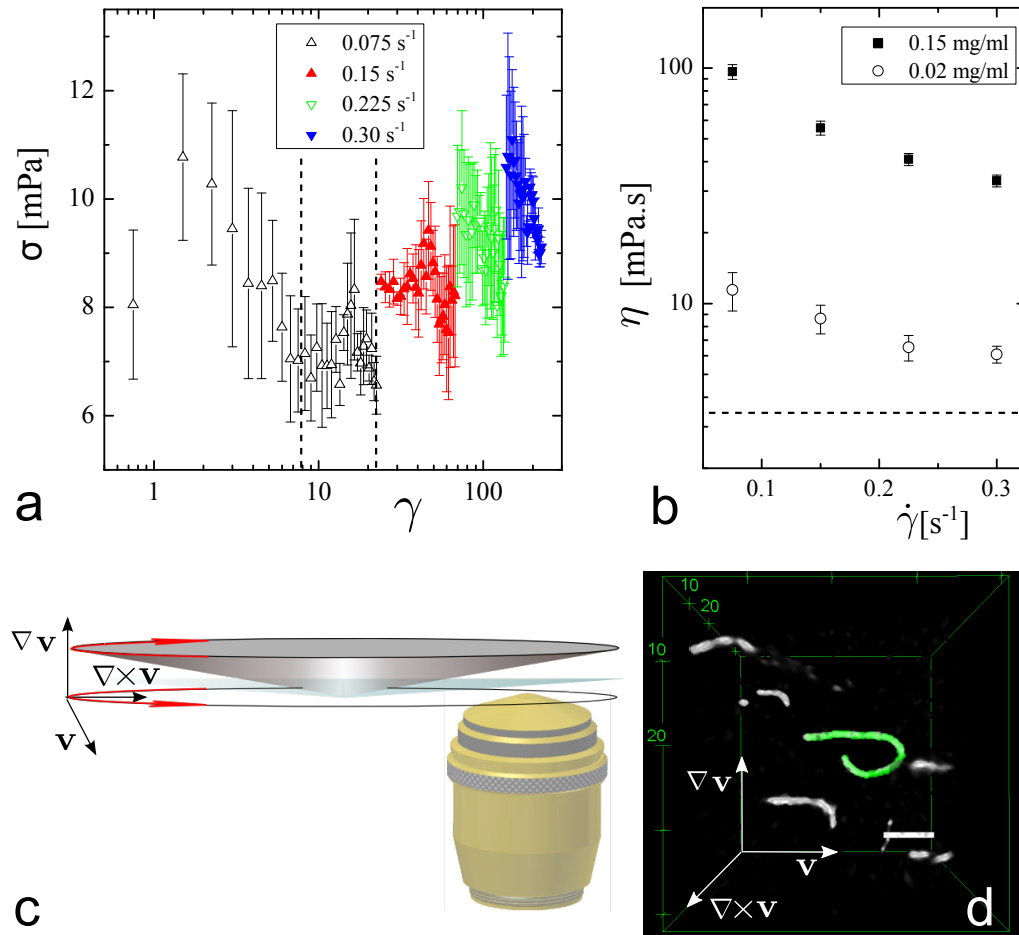 0.075 s⁻¹
0.15 s⁻¹
0.225 s⁻¹
0.30 s⁻¹
12
10
8
6
σ [mPa]
1
10
100
γ
a
0.15 mg/ml
0.02 mg/ml
100
10
η [mPa.s]
0.1
0.2
0.3
γ̇[s⁻¹]
b
∇v
∇×v
v
c
10
20
10
20
∇v
v
∇×v
d